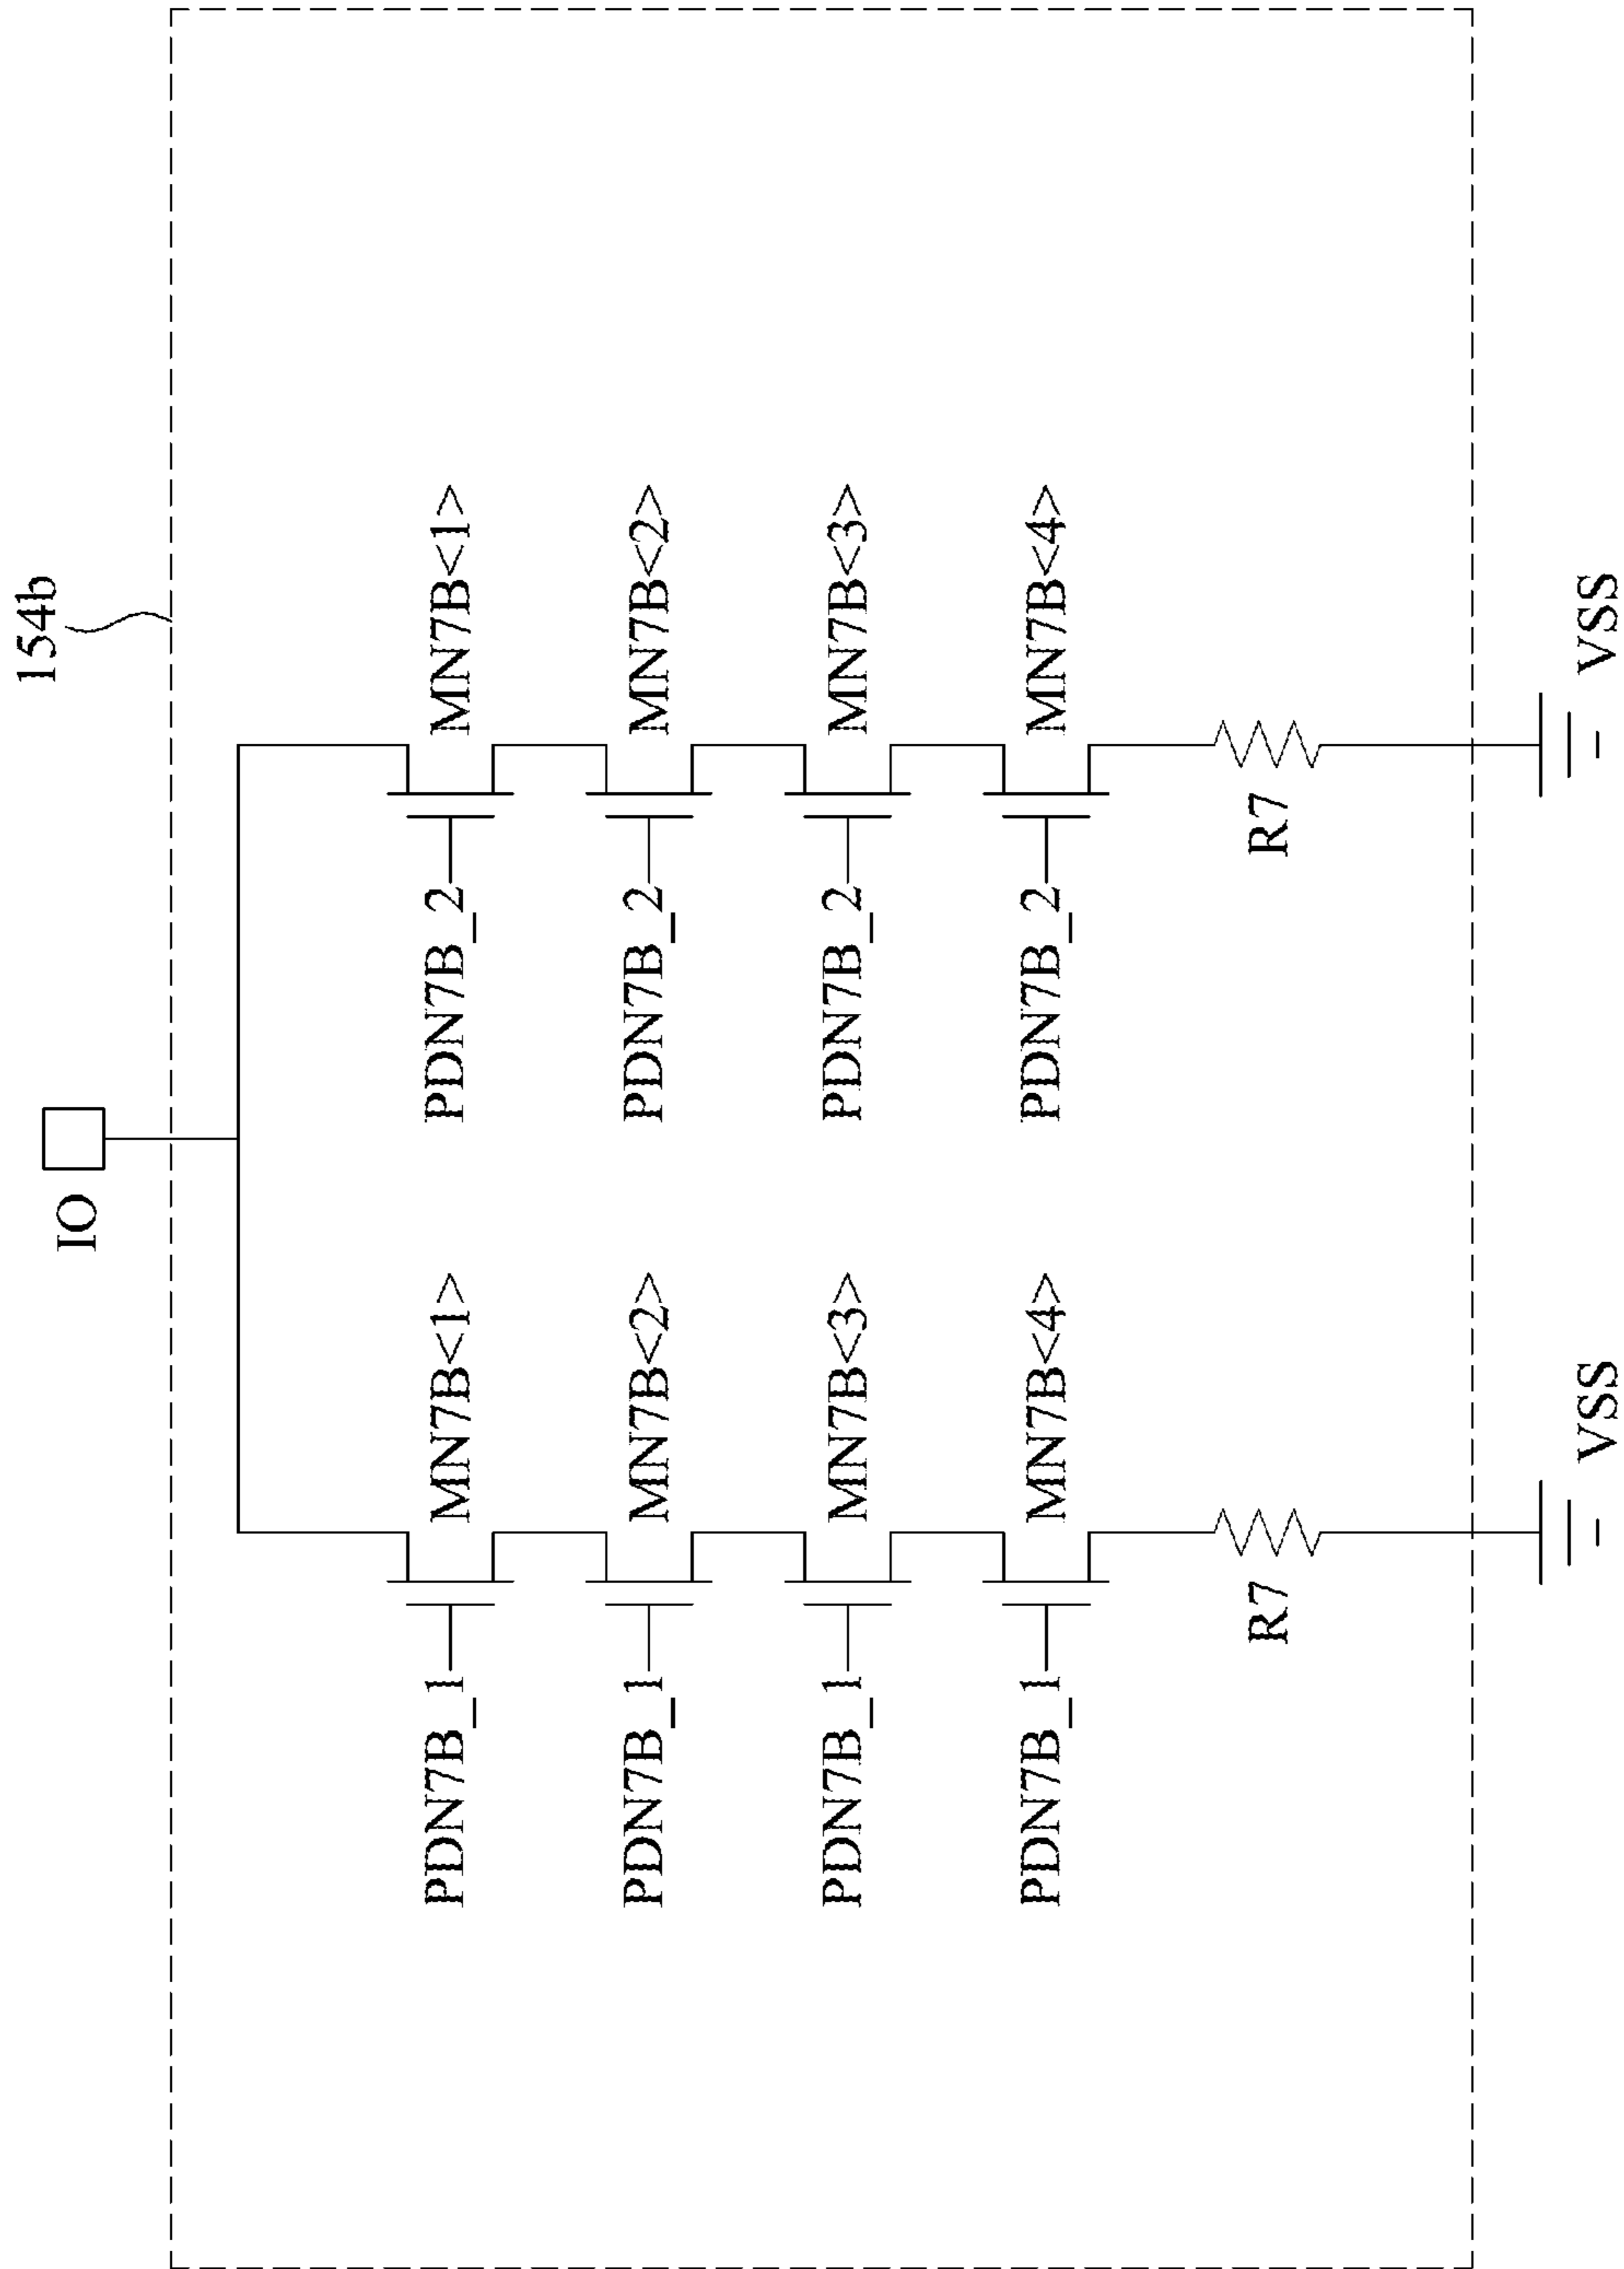 154b
IO
PDN7B_1
MN7B<1>
PDN7B_2
MN7B<1>
PDN7B_1
MN7B<2>
PDN7B_2
MN7B<2>
PDN7B_1
MN7B<3>
PDN7B_2
MN7B<3>
PDN7B_1
MN7B<4>
PDN7B_2
MN7B<4>
R7
R7
VSS
VSS